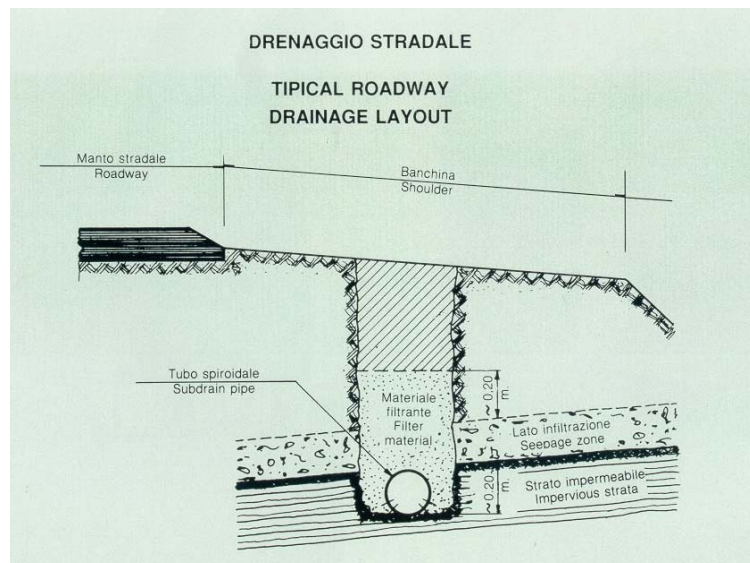 DRENAGGIO STRADALE
TIPICAL ROADWAY
DRAINAGE LAYOUT
Manto stradale
Roadway
Banchina
Shoulder
Tubo spiroidale
Subdrain pipe
Materiale
filtrante
Filter
material
~0.20
m.
Lato infiltrazione
Seepage zone
~0.20
m.
Strato impermeabile
Impervious strata